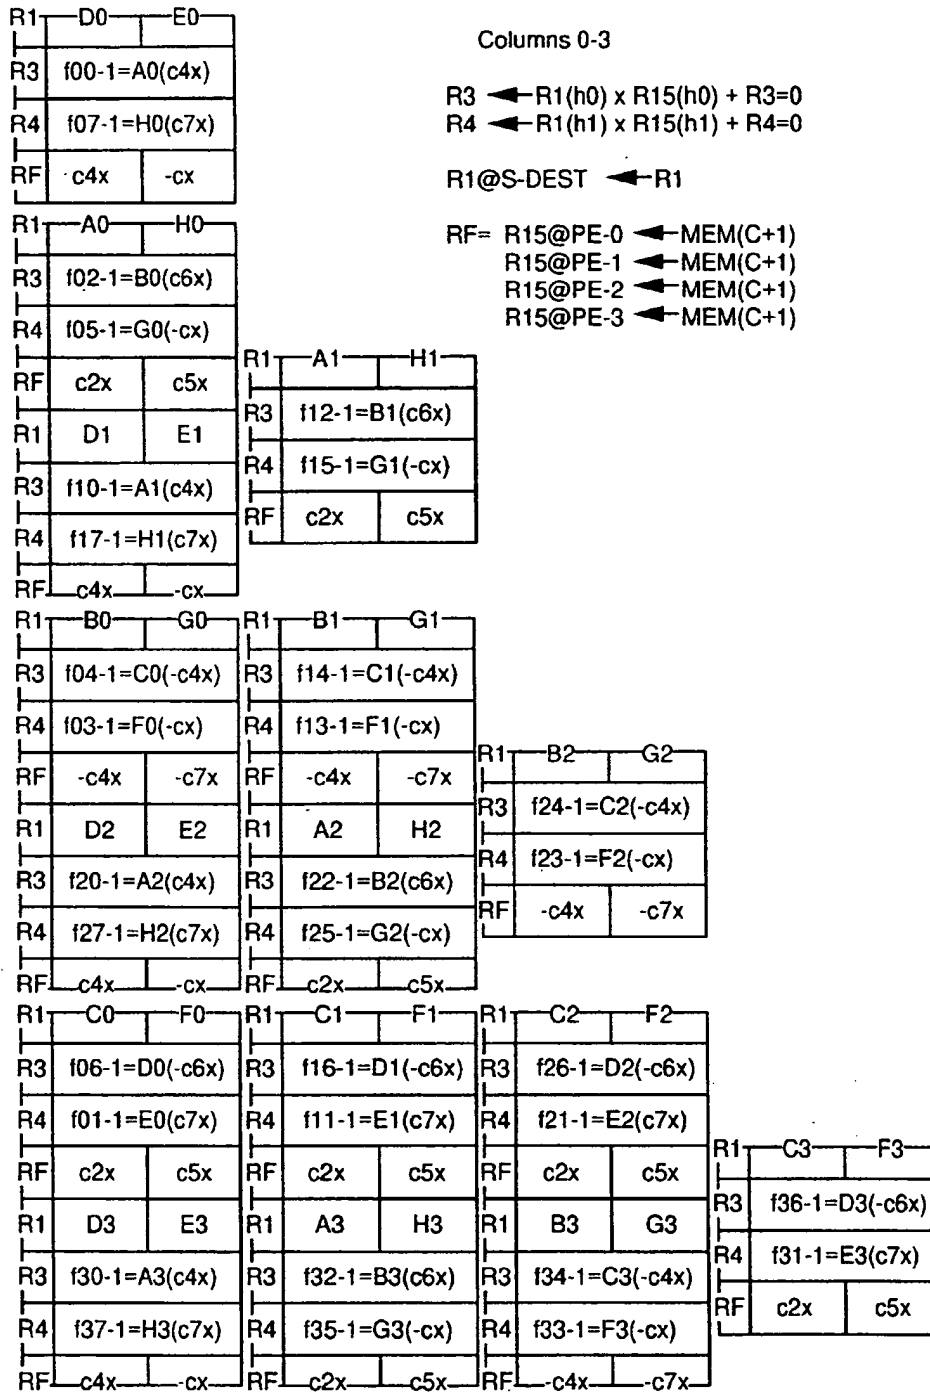 R1 D0 E0
R3 f00-1=A0(c4x)
R4 f07-1=H0(c7x)
RF c4x -cx
Columns 0-3
R3 ← R1(h0) x R15(h0) + R3=0
R4 ← R1(h1) x R15(h1) + R4=0
R1@S-DEST ← R1
RF= R15@PE-0 ← MEM(C+1)
R15@PE-1 ← MEM(C+1)
R15@PE-2 ← MEM(C+1)
R15@PE-3 ← MEM(C+1)
R1 A0 H0
R3 f02-1=B0(c6x)
R4 f05-1=G0(-cx)
RF c2x c5x
R1 D1 E1
R3 f10-1=A1(c4x)
R4 f17-1=H1(c7x)
RF c4x -cx
R1 A1 H1
R3 f12-1=B1(c6x)
R4 f15-1=G1(-cx)
RF c2x c5x
R1 B0 G0
R3 f04-1=C0(-c4x)
R4 f03-1=F0(-cx)
RF -c4x -c7x
R1 D2 E2
R3 f20-1=A2(c4x)
R4 f27-1=H2(c7x)
RF c4x -cx
R1 B1 G1
R3 f14-1=C1(-c4x)
R4 f13-1=F1(-cx)
RF -c4x -c7x
R1 A2 H2
R3 f22-1=B2(c6x)
R4 f25-1=G2(-cx)
RF c2x c5x
R1 B2 G2
R3 f24-1=C2(-c4x)
R4 f23-1=F2(-cx)
RF -c4x -c7x
R1 C0 F0
R3 f06-1=D0(-c6x)
R4 f01-1=E0(c7x)
RF c2x c5x
R1 D3 E3
R3 f30-1=A3(c4x)
R4 f37-1=H3(c7x)
RF c4x -cx
R1 C1 F1
R3 f16-1=D1(-c6x)
R4 f11-1=E1(c7x)
RF c2x c5x
R1 A3 H3
R3 f32-1=B3(c6x)
R4 f35-1=G3(-cx)
RF c2x c5x
R1 C2 F2
R3 f26-1=D2(-c6x)
R4 f21-1=E2(c7x)
RF c2x c5x
R1 B3 G3
R3 f34-1=C3(-c4x)
R4 f33-1=F3(-cx)
RF -c4x -c7x
R1 C3 F3
R3 f36-1=D3(-c6x)
R4 f31-1=E3(c7x)
RF c2x c5x